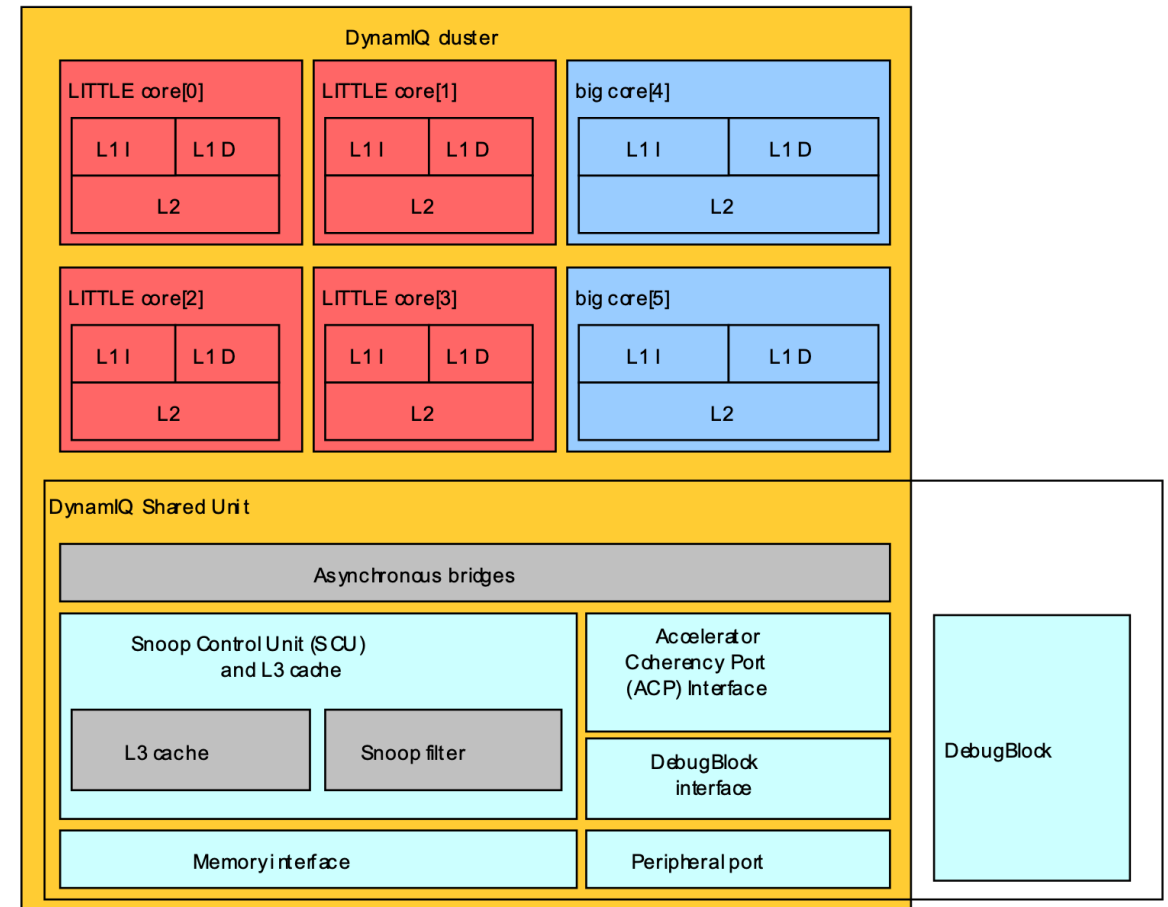 DynamIQ cluster
LITTLE core[0]
LITTLE core[1]
big core[4]
L1 I
L1 D
L1 I
L1 D
L1 I
L1 D
L2
L2
L2
LITTLE core[2]
LITTLE core[3]
big core[5]
L1 I
L1 D
L1 I
L1 D
L1 I
L1 D
L2
L2
L2
DynamIQ Shared Unit
Asynchronous bridges
Snoop Control Unit (SCU)
and L3 cache
L3 cache
Snoop filter
Accelerator
Coherency Port
(ACP) Interface
DebugBlock
interface
DebugBlock
Memory interface
Peripheral port